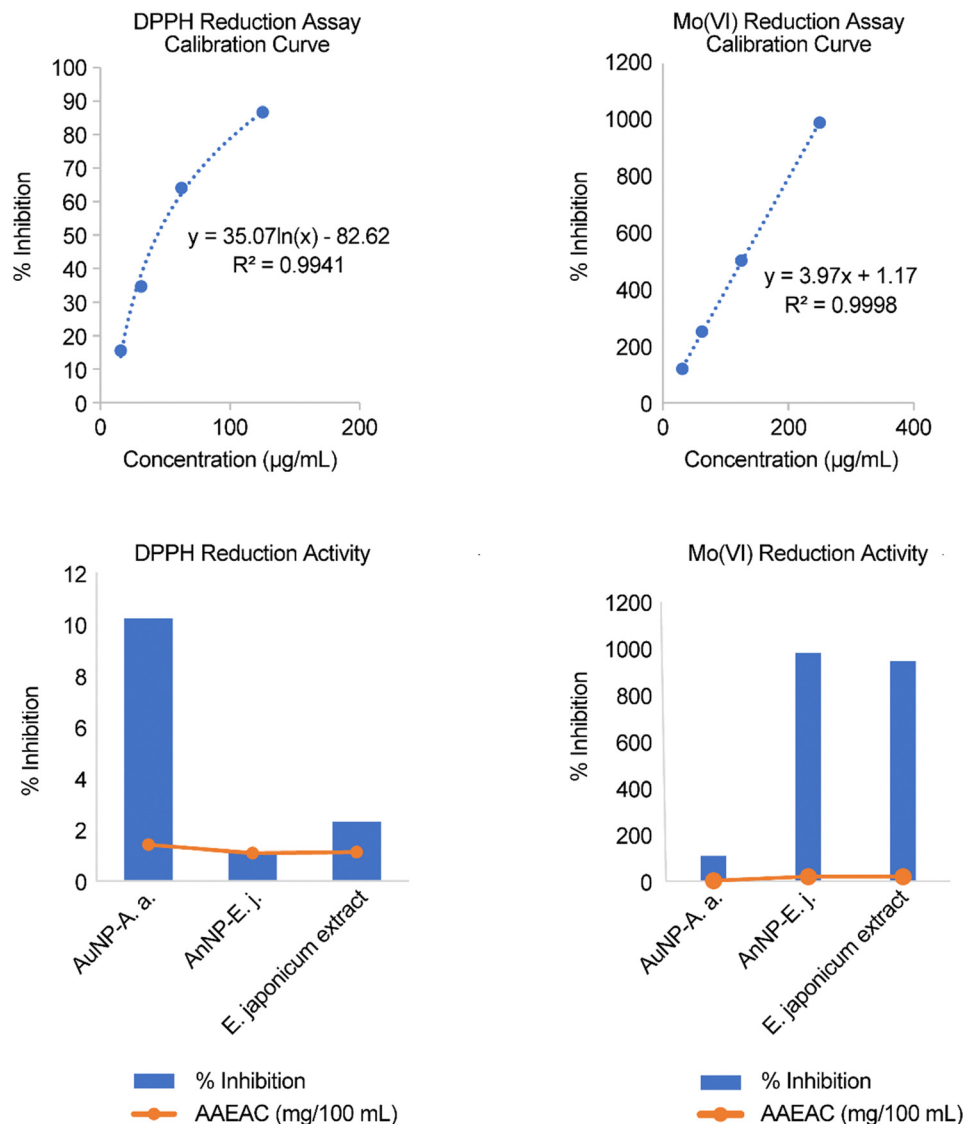 DPPH Reduction Assay
Calibration Curve
100
90
80
70
60
50
40
30
20
10
0
% Inhibition
y = 35.07ln(x) - 82.62
R² = 0.9941
0 100 200
Concentration (µg/mL)
Mo(VI) Reduction Assay
Calibration Curve
1200
1000
800
600
400
200
0
% Inhibition
y = 3.97x + 1.17
R² = 0.9998
0 200 400
Concentration (µg/mL)
DPPH Reduction Activity
12
10
8
6
4
2
0
% Inhibition
AuNP-A. a.
AnNP-E. j.
E. japonicum extract
% Inhibition
AAEAC (mg/100 mL)
Mo(VI) Reduction Activity
1200
1000
800
600
400
200
0
% Inhibition
AuNP-A. a.
AnNP-E. j.
E. japonicum extract
% Inhibition
AAEAC (mg/100 mL)